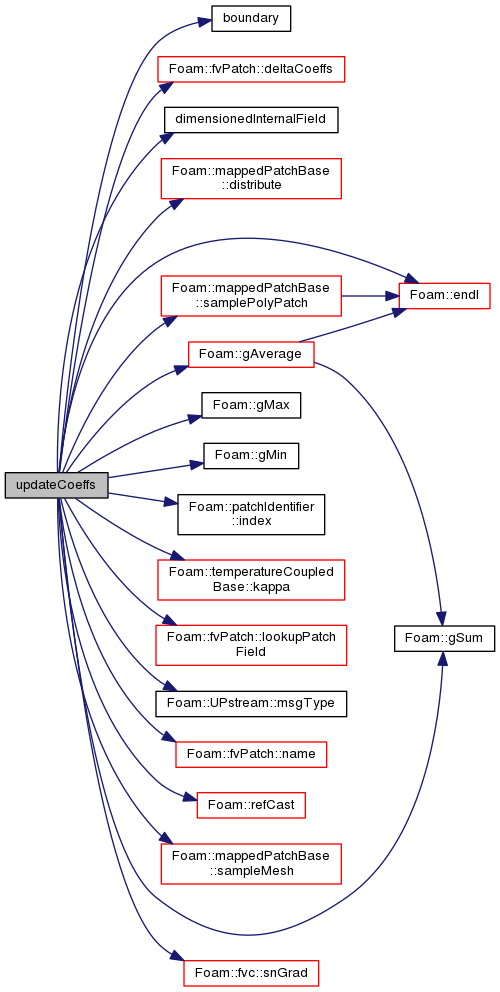 boundary
Foam::fvPatch::deltaCoeffs
dimensionedInternalField
Foam::mappedPatchBase
::distribute
Foam::mappedPatchBase
::samplePolyPatch
Foam::endl
Foam::gAverage
Foam::gMax
Foam::gMin
updateCoeffs
Foam::patchIdentifier
::index
Foam::temperatureCoupled
Base::kappa
Foam::fvPatch::lookupPatch
Field
Foam::gSum
Foam::UPstream::msgType
Foam::fvPatch::name
Foam::refCast
Foam::mappedPatchBase
::sampleMesh
Foam::fvc::snGrad